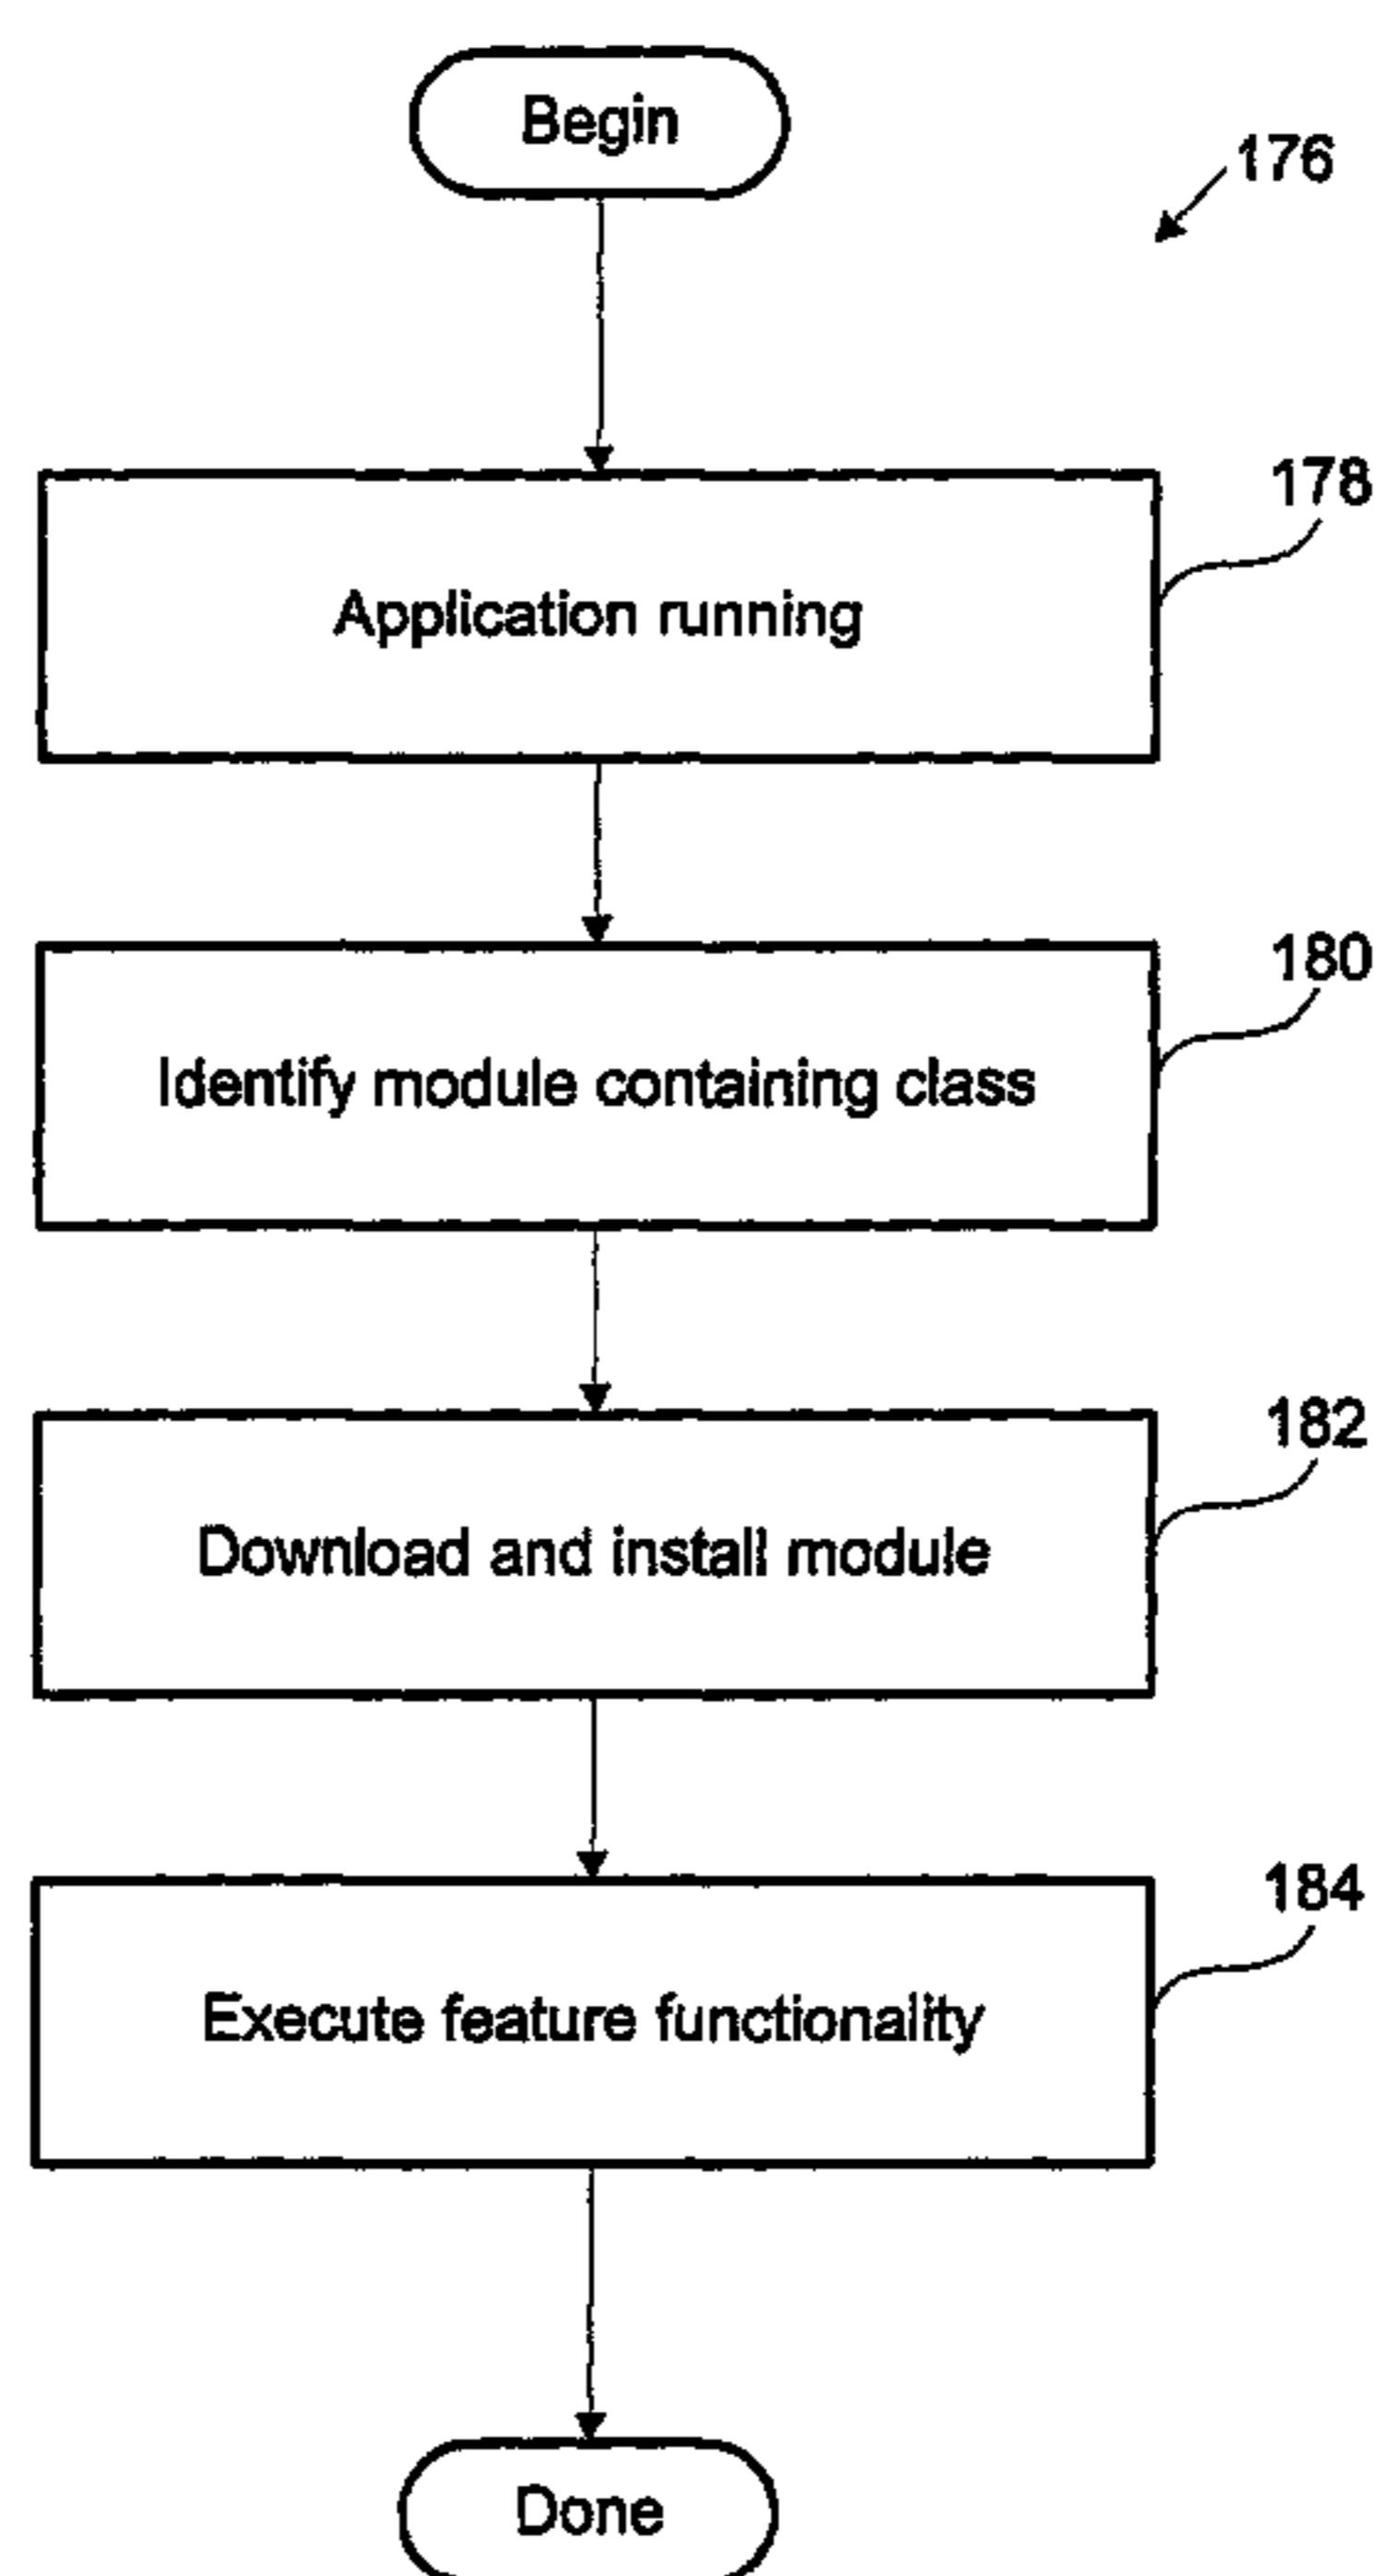 Begin
176
Application running
178
Identify module containing class
180
Download and install module
182
Execute feature functionality
184
Done